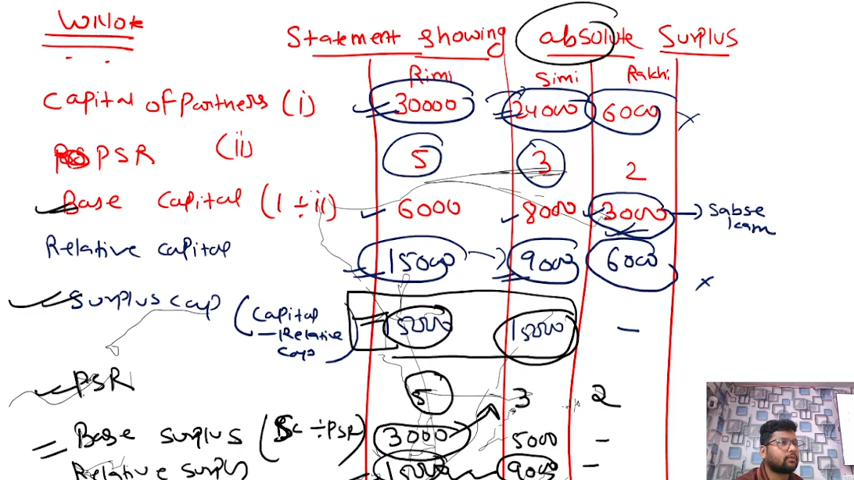 Statement showing absolute Surplus
Rimi Simi Rakhi
Capital of partners (i) 30000 24000 6000
PSR (ii) 5 3 2
Base Capital (1 ÷ ii) 6000 8000 3000 Sabse kam
Relative capital 15000 9000 6000
Surplus cap (Capital - Relative cap) 15000 15000 -
PSR 5 3 2
Base surplus (Sc ÷ PSR) 3000 5000 -
Relative surplus 15000 9000 -